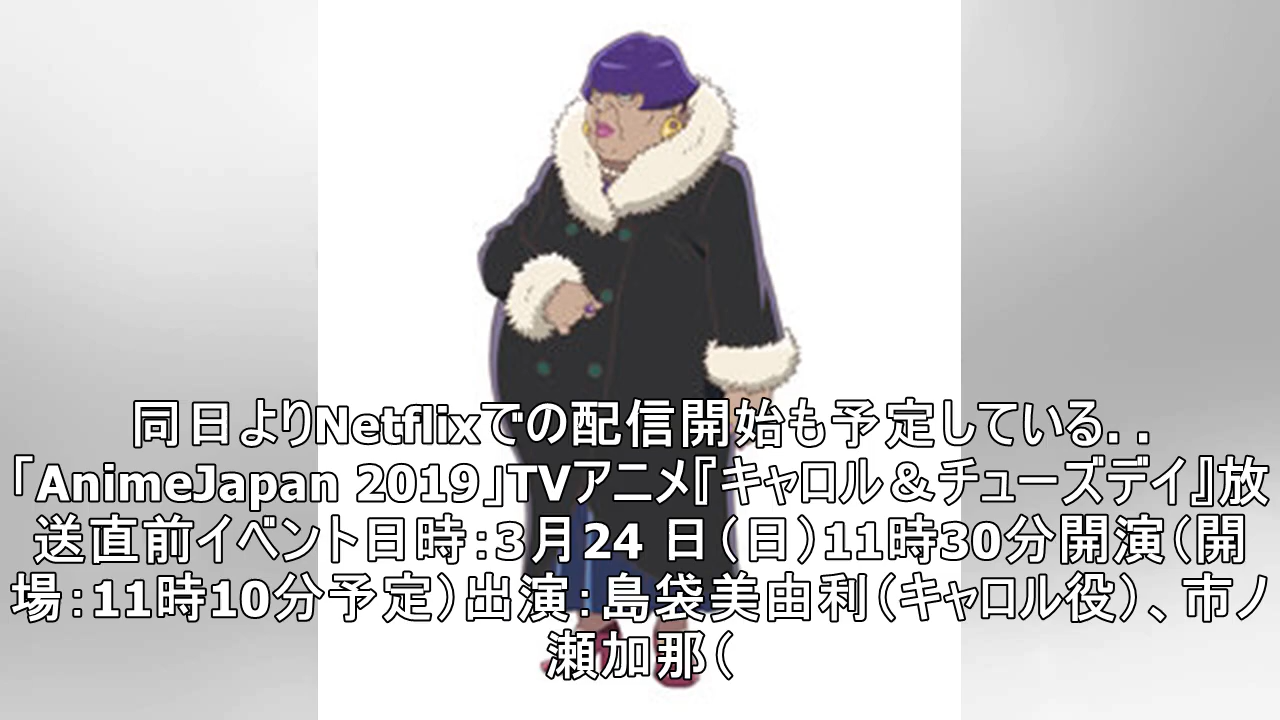 同日よりNetflixでの配信開始も予定している. .
「AnimeJapan 2019」TVアニメ『キャロル＆チューズデイ』放
送直前イベント日時：3月24 日（日）11時30分開演（開
場：11時10分予定）出演：島袋美由利（キャロル役）、市ノ
瀬加那（